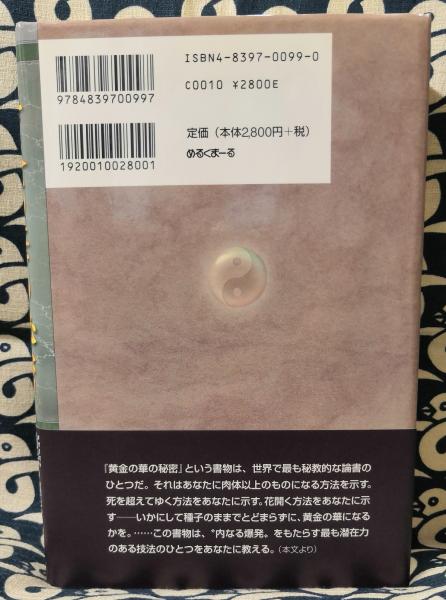 ISBN4-8397-0099-0
C0010 ¥2800E
9784839700997
定価（本体2,800円＋税）
めるくまーる
1920010028001
『黄金の華の秘密』という書物は、世界で最も秘教的な論書の
ひとつだ。それはあなたに肉体以上のものになる方法を示す。
死を超えてゆく方法をあなたに示す。花開く方法をあなたに示
す——いかにして種子のままでとどまらずに、黄金の華になる
かを。……この書物は、〝内なる爆発〟をもたらす最も潜在力
のある技法のひとつをあなたに教える。（本文より）